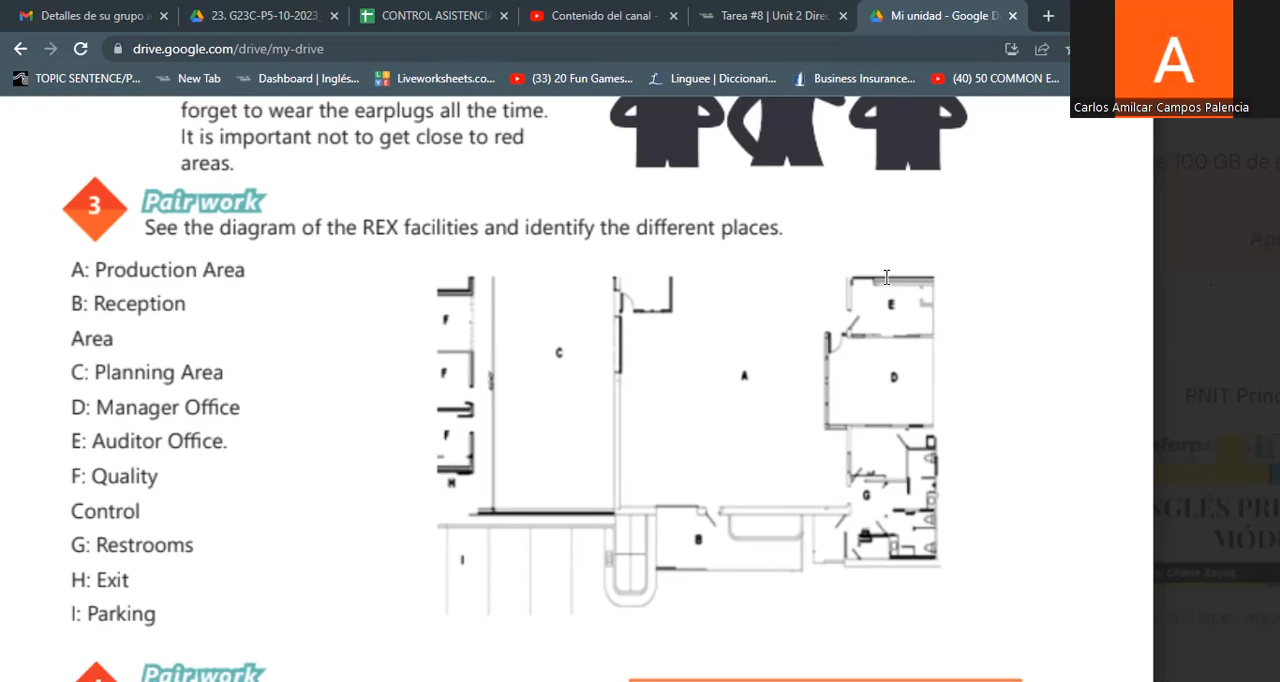 Detalles de su grupo a
23. G23C-P5-10-2023_
CONTROL ASISTENCI
Contenido del canal -
Tarea #8 | Unit 2 Direc
Mi unidad - Google D
drive.google.com/drive/my-drive
TOPIC SENTENCE/P...
New Tab
Dashboard | Inglés...
Liveworksheets.co...
(33) 20 Fun Games...
Linguee | Diccionari...
Business Insurance...
(40) 50 COMMON E...
A
Carlos Amilcar Campos Palencia
forget to wear the earplugs all the time.
It is important not to get close to red
areas.
100 GB de
3
Pair work
See the diagram of the REX facilities and identify the different places.
A: Production Area
B: Reception
Area
C: Planning Area
D: Manager Office
E: Auditor Office.
F: Quality
Control
G: Restrooms
H: Exit
I: Parking
F
F
F
H
C
A
E
D
G
B
I
PNIT Prin
Pair work